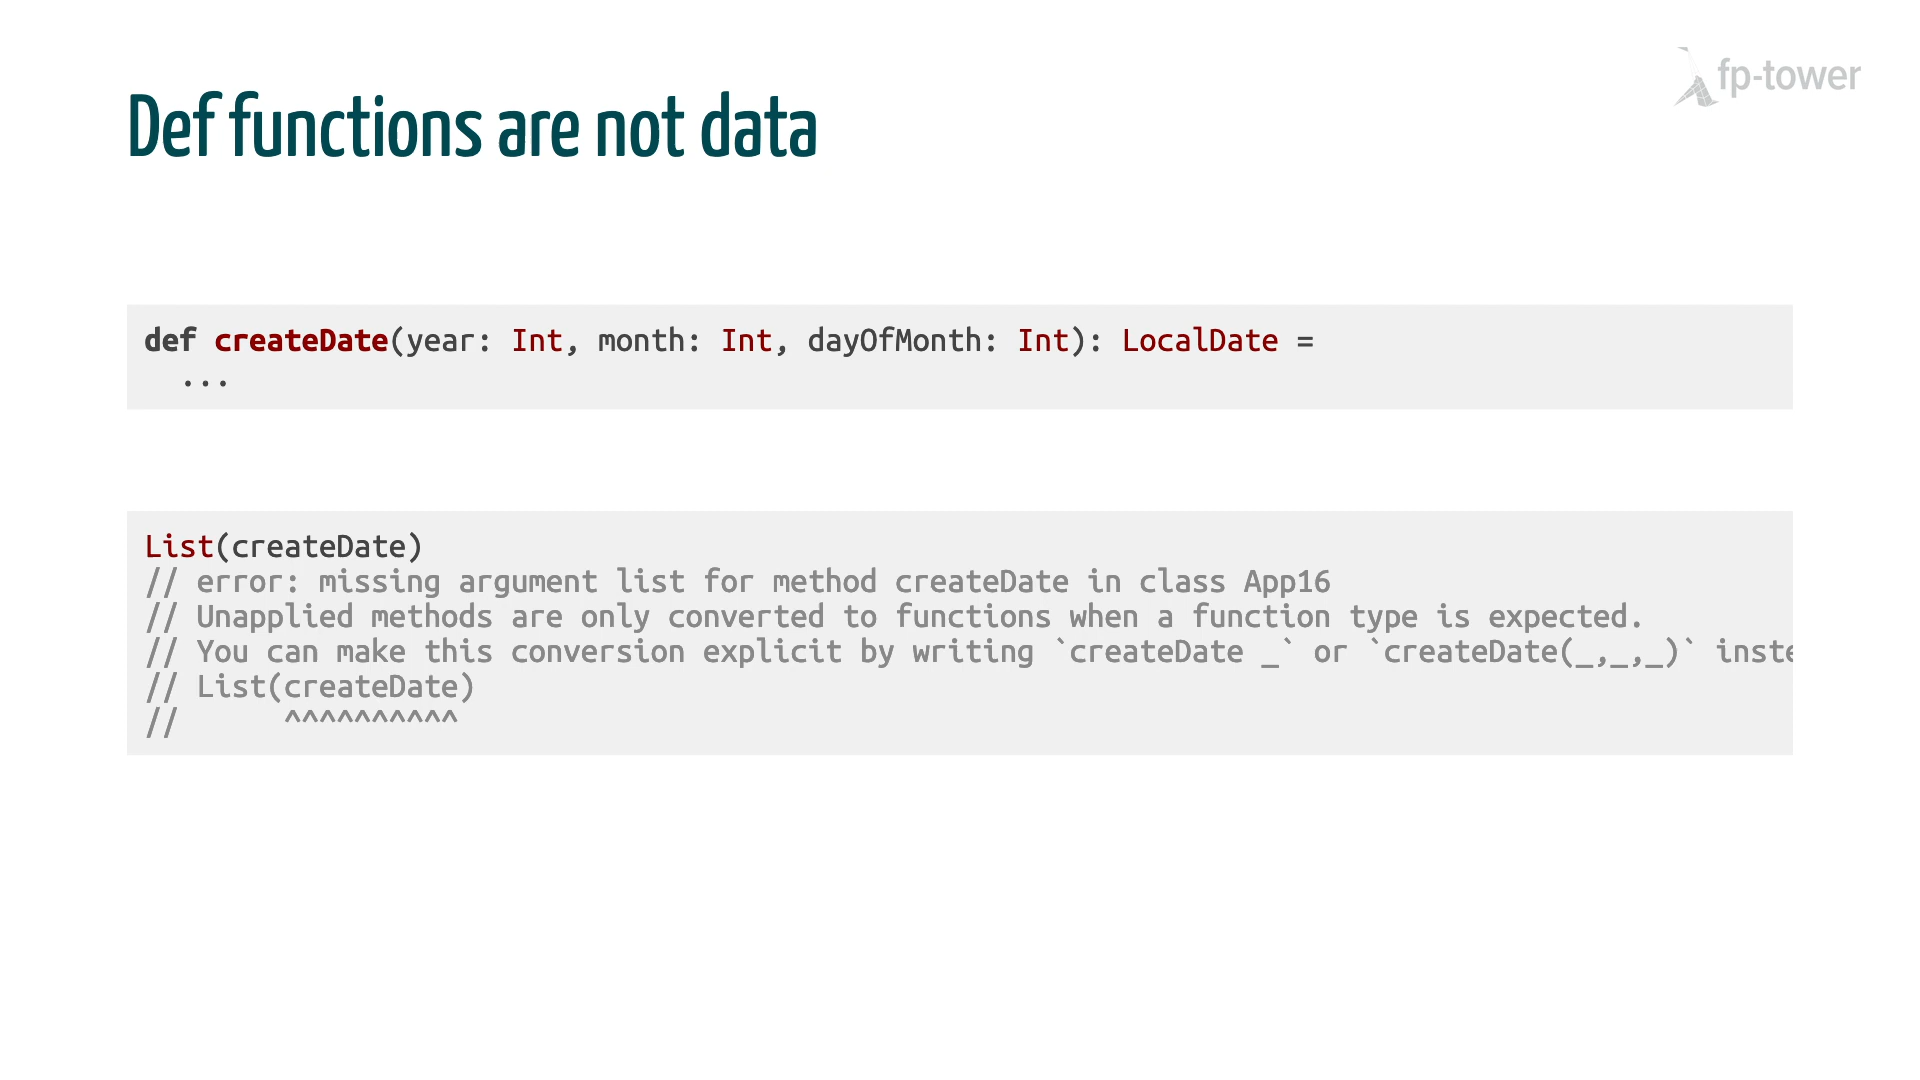 fp-tower
Def functions are not data
def createDate(year: Int, month: Int, dayOfMonth: Int): LocalDate =
  ...
List(createDate)
// error: missing argument list for method createDate in class App16
// Unapplied methods are only converted to functions when a function type is expected.
// You can make this conversion explicit by writing `createDate _` or `createDate(_,_,_)` inste
// List(createDate)
//      ^^^^^^^^^^